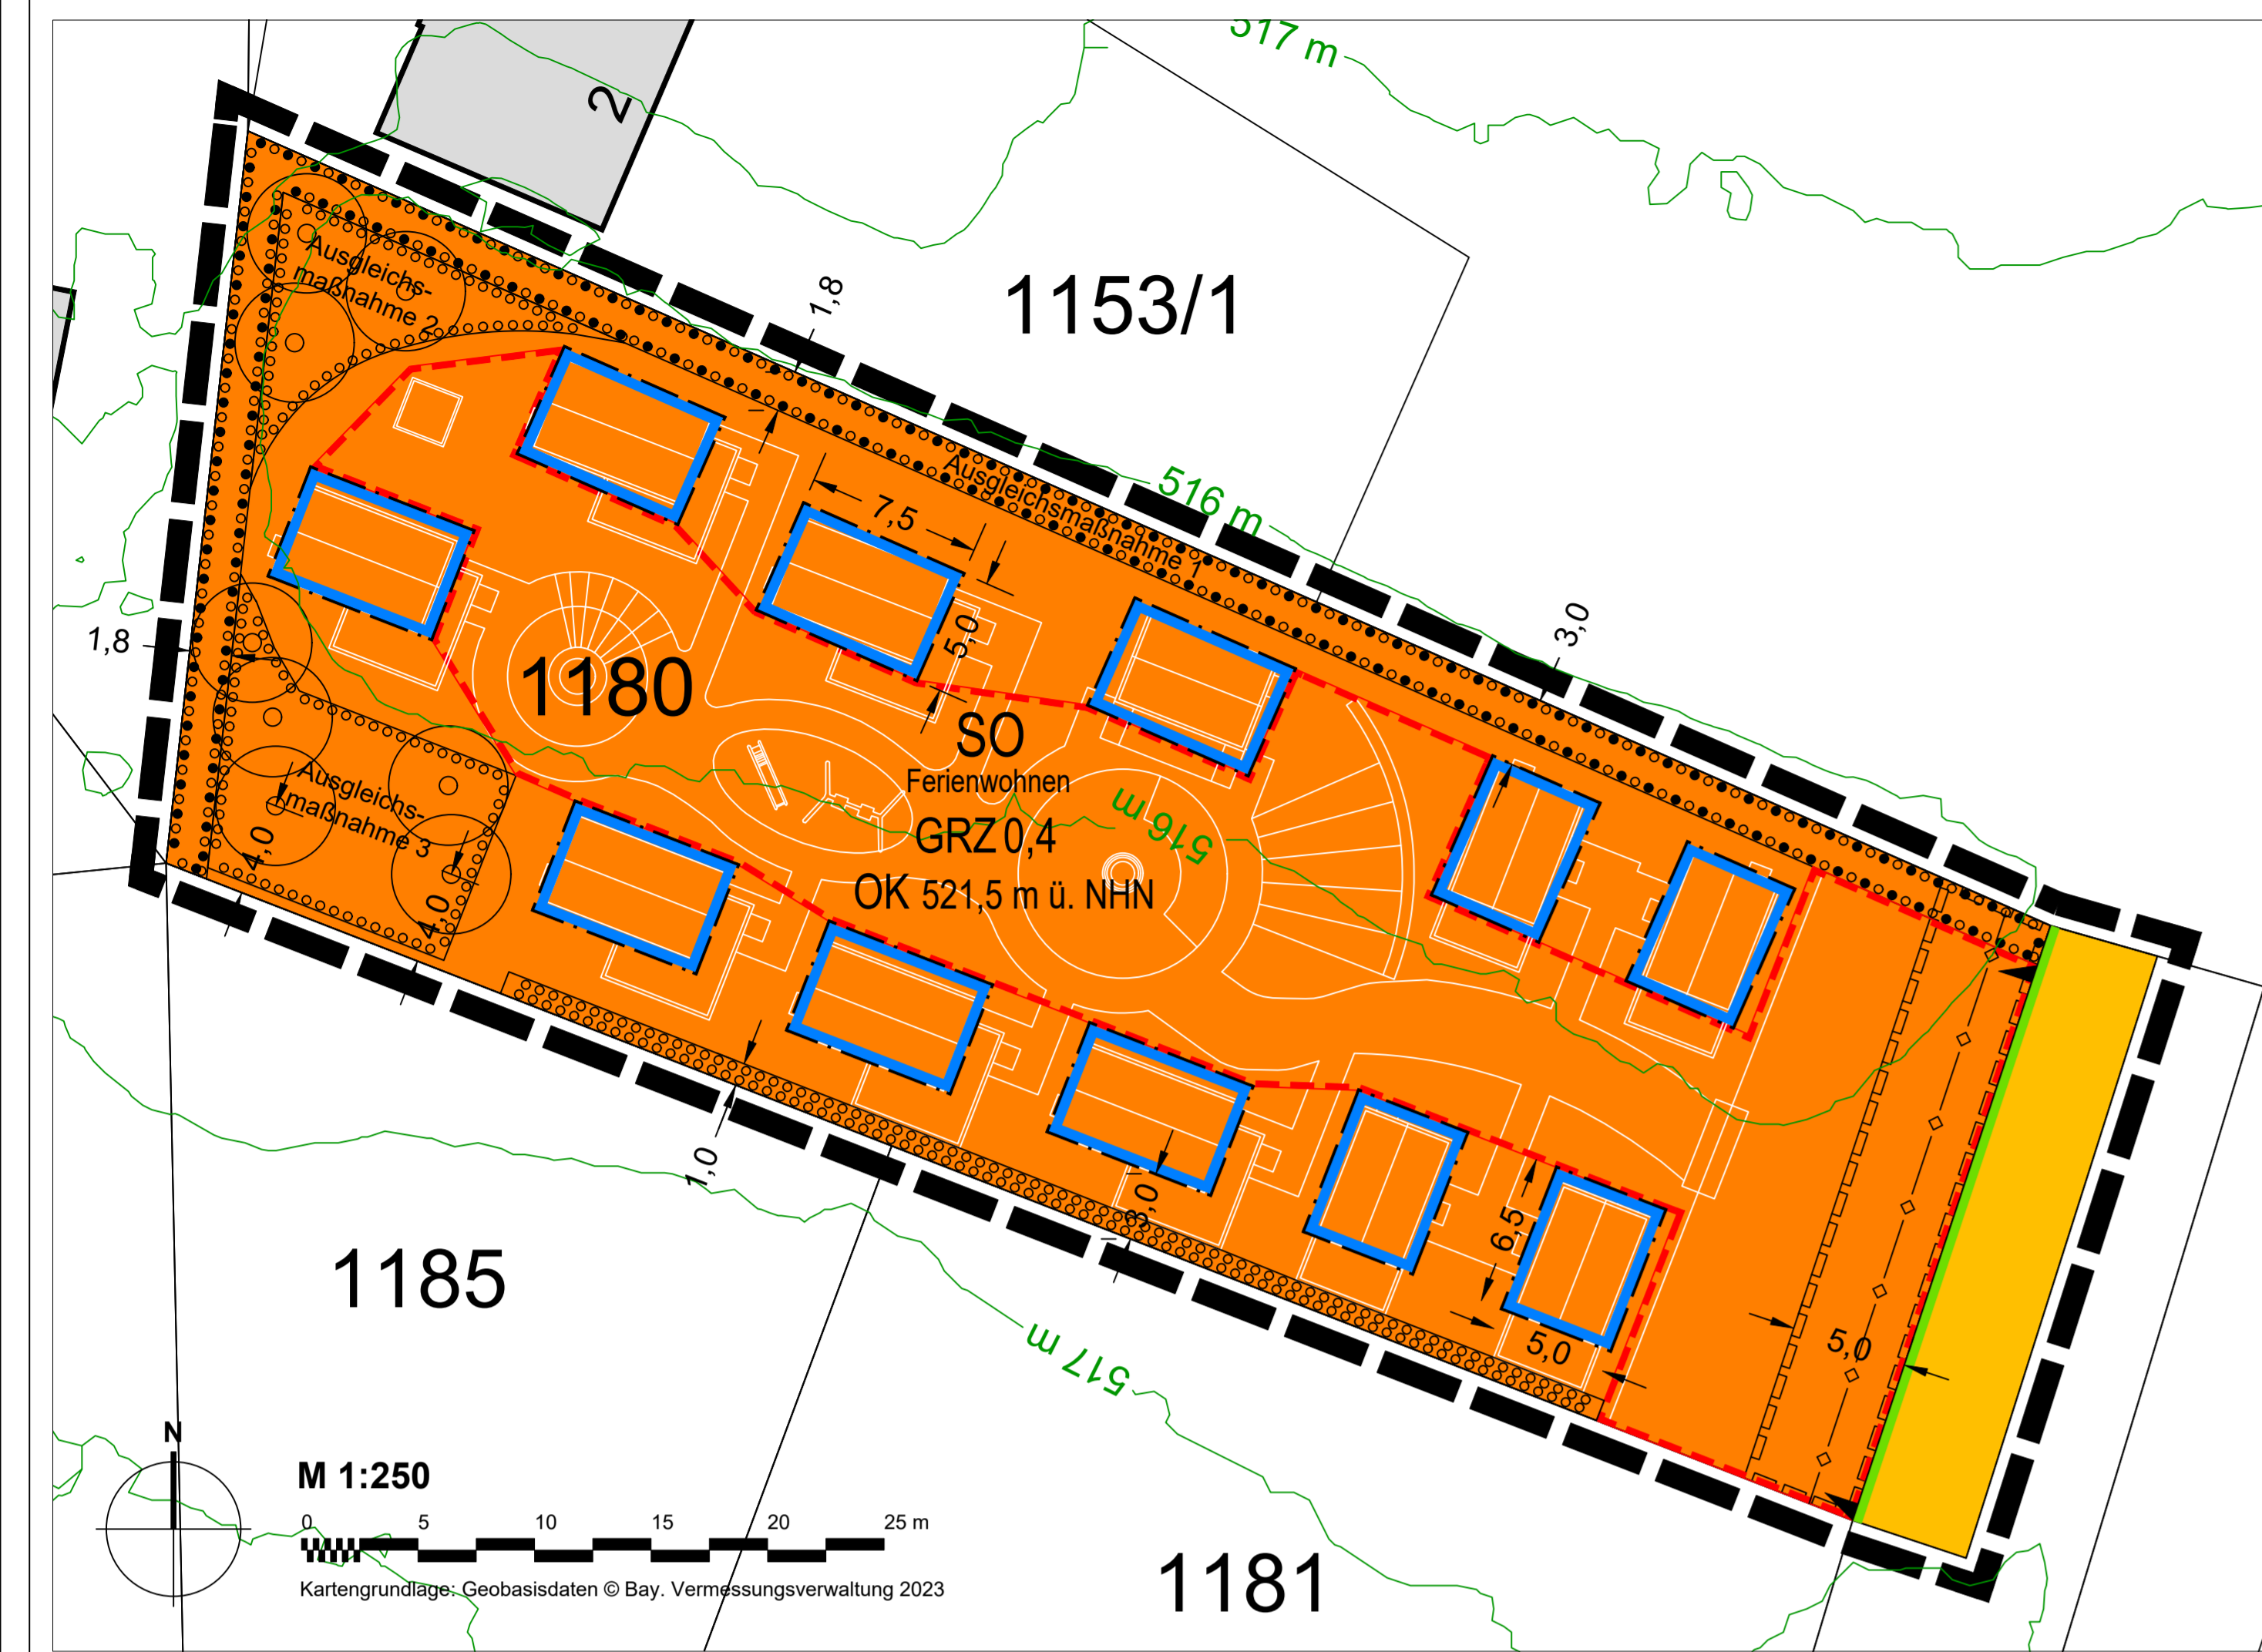 317 m
2
1,8
1153/1
Ausgleichs-
maßnahme 2
Ausgleichsmaßnahme 1
516 m
7,5
5,0
3,0
1,8
1180
SO
Ferienwohnen
GRZ 0,4
OK 521,5 m ü. NHN
516 m
Ausgleichs-
maßnahme 3
4,0
4,0
1,0
3,0
6,5
5,0
5,0
1185
517 m
1181
N
M 1:250
0 5 10 15 20 25 m
Kartengrundlage: Geobasisdaten © Bay. Vermessungsverwaltung 2023